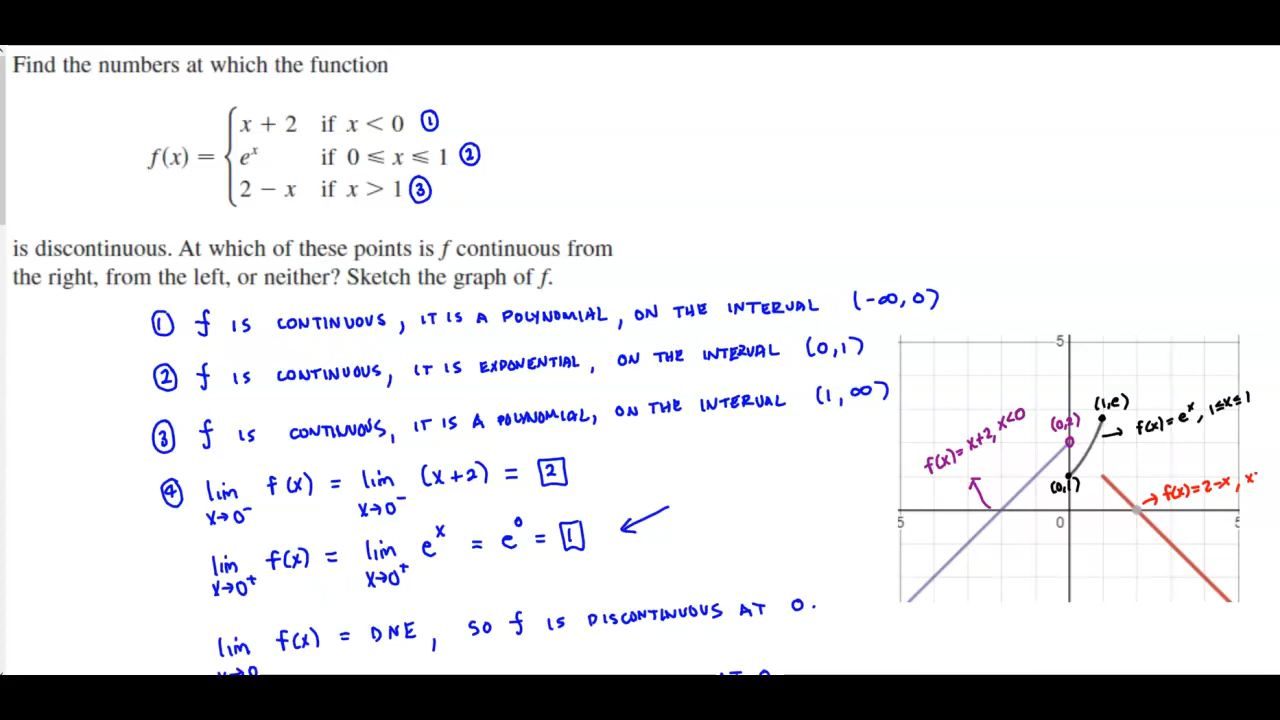 Find the numbers at which the function
f(x) = { x + 2 if x < 0 ①
e^x if 0 ⩽ x ⩽ 1 ②
2 − x if x > 1 ③
is discontinuous. At which of these points is f continuous from
the right, from the left, or neither? Sketch the graph of f.
① f IS CONTINUOUS, IT IS A POLYNOMIAL, ON THE INTERVAL (-∞, 0)
② f IS CONTINUOUS, IT IS EXPONENTIAL, ON THE INTERVAL (0, 1)
③ f IS CONTINUOUS, IT IS A POLYNOMIAL, ON THE INTERVAL (1, ∞)
④ lim x→0⁻ f(x) = lim x→0⁻ (x+2) = 2
lim x→0⁺ f(x) = lim x→0⁺ e^x = e^0 = 1
lim x→0 f(x) = DNE, SO f IS DISCONTINUOUS AT 0.
AT 0
5
(1,e)
f(x)=e^x, 1≤x≤1
(0,2)
f(x)=x+2, x<0
(0,1)
f(x)=2-x, x
5
0
5